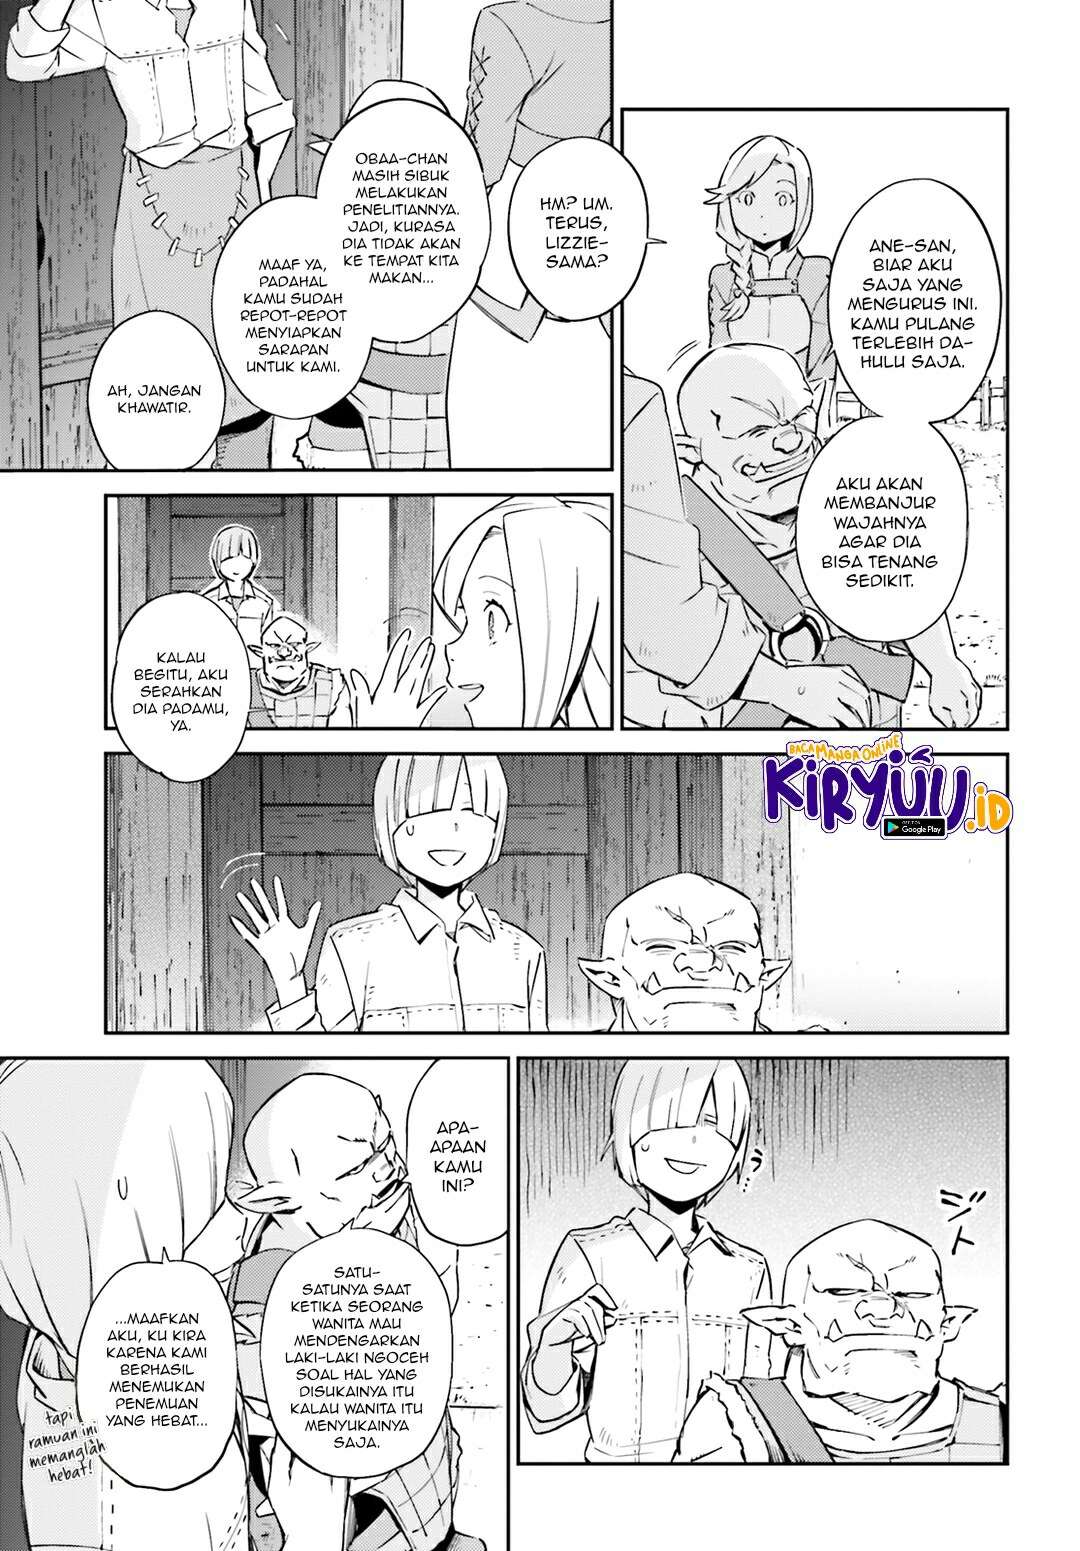 ANE-SAN,
BIAR AKU
SAJA YANG
MENGURUS INI.
KAMU PULANG
TERLEBIH DA-
HULU SAJA.
AKU AKAN
MEMBANJUR
WAJAHNYA
AGAR DIA
BISA TENANG
SEDIKIT.
HM? UM.
TERUS,
LIZZIE-
SAMA?
OBAA-CHAN
MASIH SIBUK
MELAKUKAN
PENELITIANNYA.
JADI, KURASA
DIA TIDAK AKAN
KE TEMPAT KITA
MAKAN...
MAAF YA,
PADAHAL
KAMU SUDAH
REPOT-REPOT
MENYIAPKAN
SARAPAN
UNTUK KAMI.
AH, JANGAN
KHAWATIR.
KALAU
BEGITU, AKU
SERAHKAN
DIA PADAMU,
YA.
BACA MANGA ONLINE
KIRYUU.ID
Google Play
う…
ジトー
APA-
APAAN
KAMU
INI?
SATU-
SATUNYA SAAT
KETIKA SEORANG
WANITA MAU
MENDENGARKAN
LAKI-LAKI NGOCEH
SOAL HAL YANG
DISUKAINYA ITU
KALAU WANITA ITU
MENYUKAINYA
SAJA.
...MAAFKAN
AKU, KU KIRA
KARENA KAMI
BERHASIL
MENEMUKAN
PENEMUAN
YANG HEBAT...
tapi
ramuan ini
memanglah
hebat!